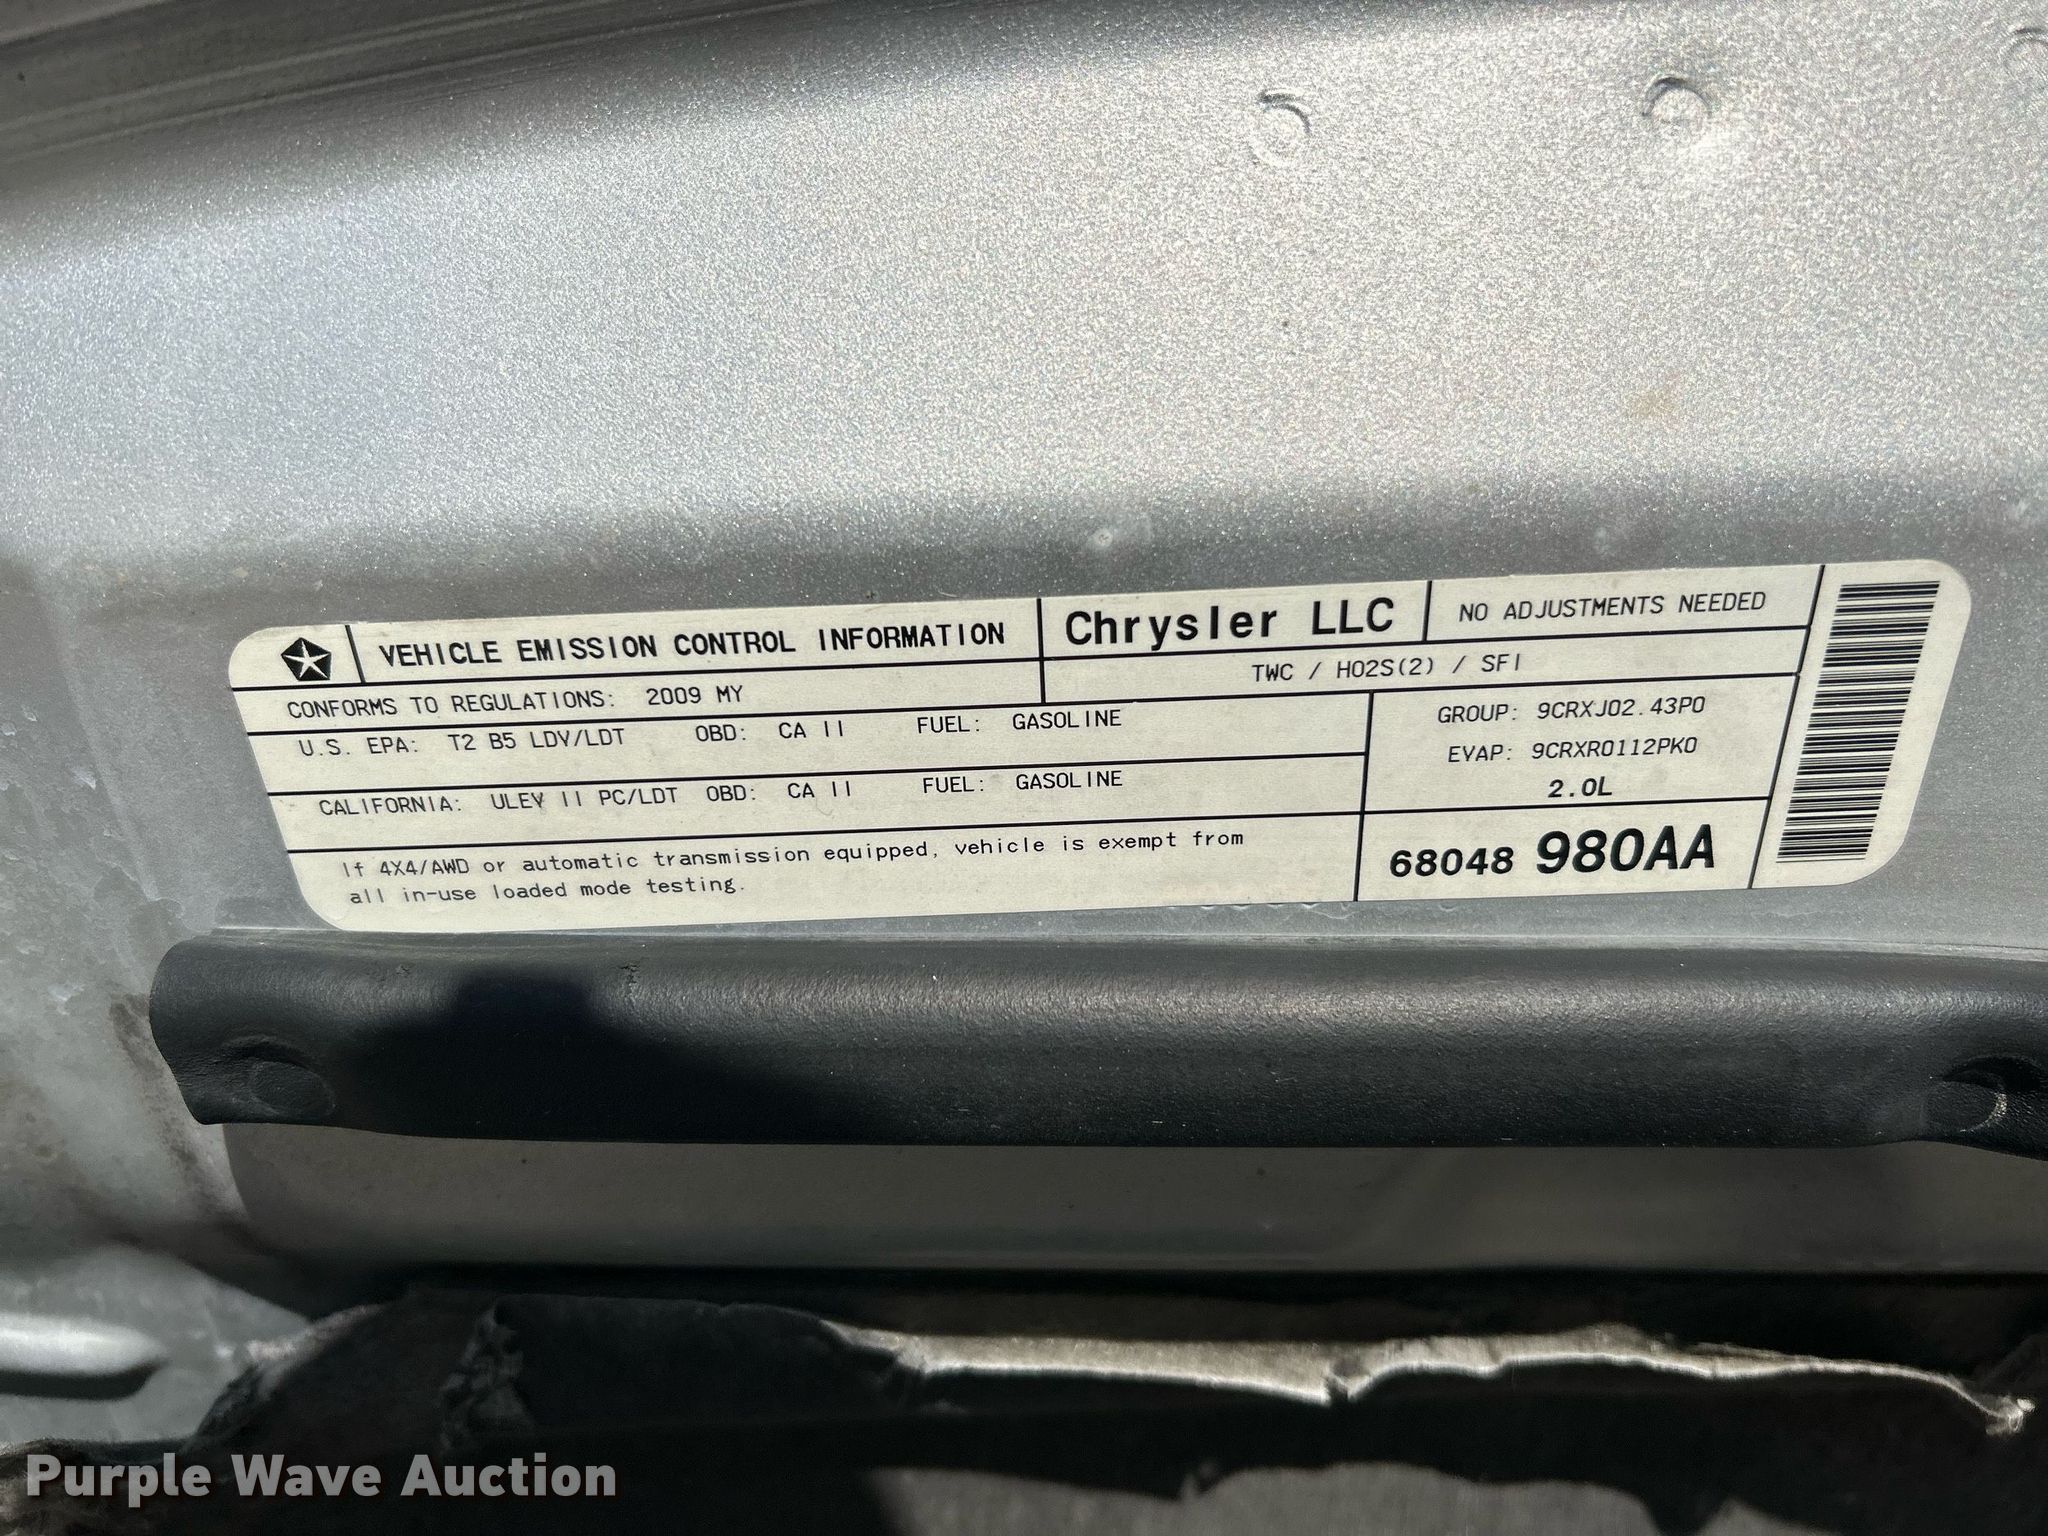 VEHICLE EMISSION CONTROL INFORMATION
Chrysler LLC
NO ADJUSTMENTS NEEDED
CONFORMS TO REGULATIONS: 2009 MY
TWC / HO2S(2) / SFI
U.S. EPA: T2 B5 LDV/LDT OBD: CA II FUEL: GASOLINE
GROUP: 9CRXJ02.43P0
EVAP: 9CRXR0112PK0
2.0L
CALIFORNIA: ULEV II PC/LDT OBD: CA II FUEL: GASOLINE
If 4X4/AWD or automatic transmission equipped, vehicle is exempt from
all in-use loaded mode testing.
68048 980AA
Purple Wave Auction